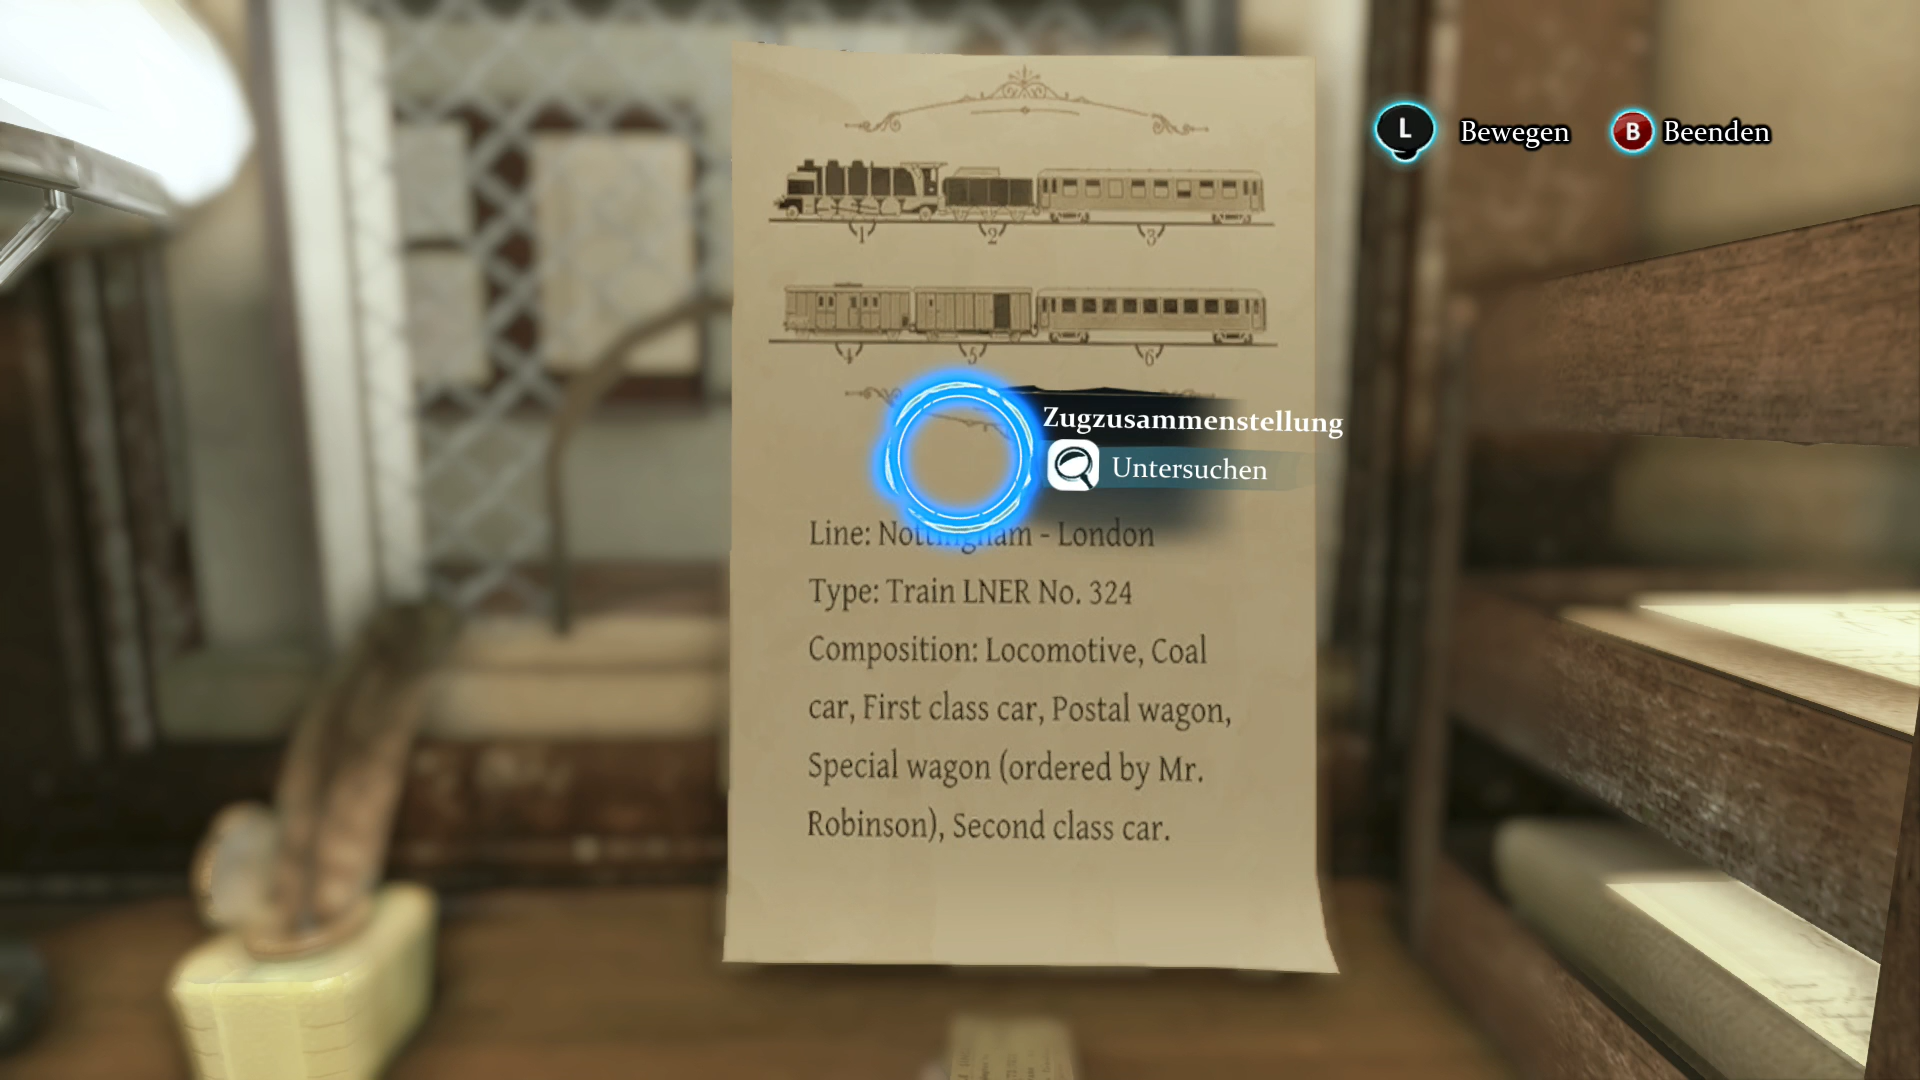 L Bewegen B Beenden
1 2 3
4 5 6
Zugzusammenstellung
Untersuchen
Line: Nottingham - London
Type: Train LNER No. 324
Composition: Locomotive, Coal
car, First class car, Postal wagon,
Special wagon (ordered by Mr.
Robinson), Second class car.